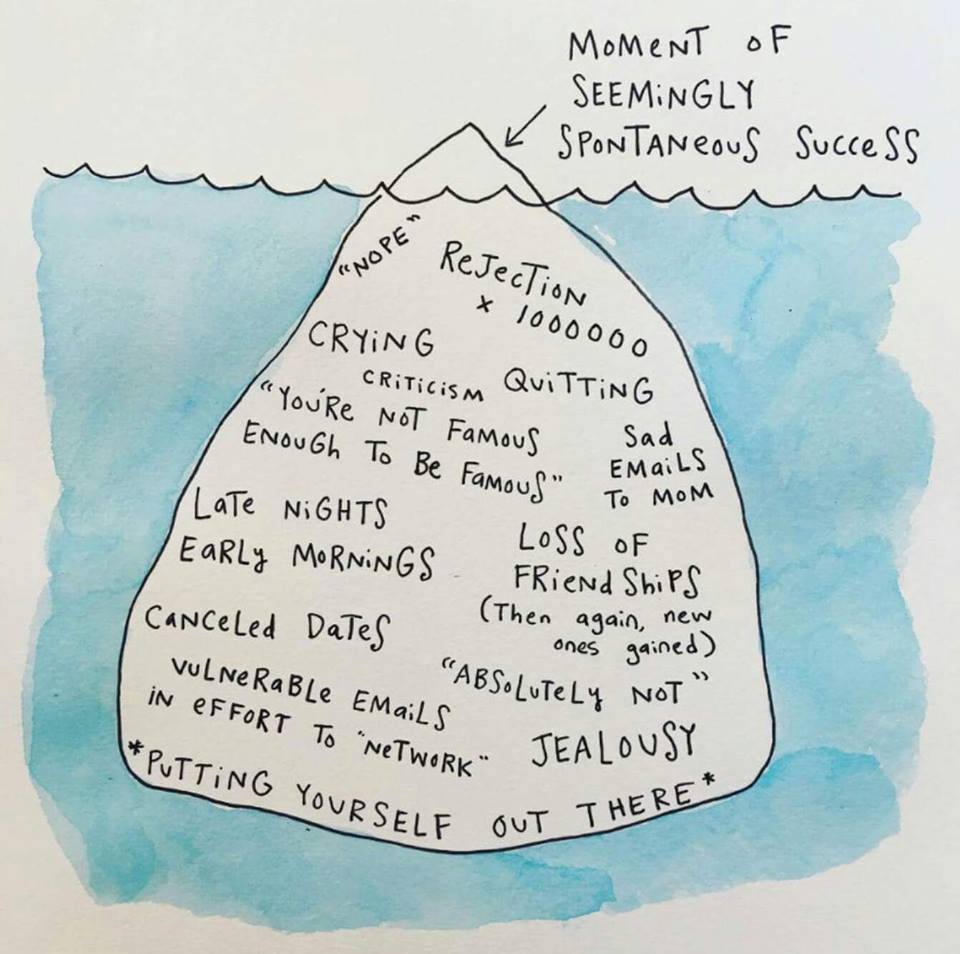 MOMENT OF
SEEMINGLY
SPONTANEOUS SUCCESS
"NOPE"
REJECTION
x 1000000
CRYING
CRITICISM
QUITTING
"YOU'RE NOT FAMOUS
ENOUGH TO BE FAMOUS"
SAD
EMAILS
TO MOM
LATE NIGHTS
EARLY MORNINGS
LOSS OF
FRIENDSHIPS
(Then again, new
ones gained)
CANCELED DATES
"ABSOLUTELY NOT"
VULNERABLE EMAILS
IN EFFORT TO "NETWORK"
JEALOUSY
*PUTTING YOURSELF OUT THERE*